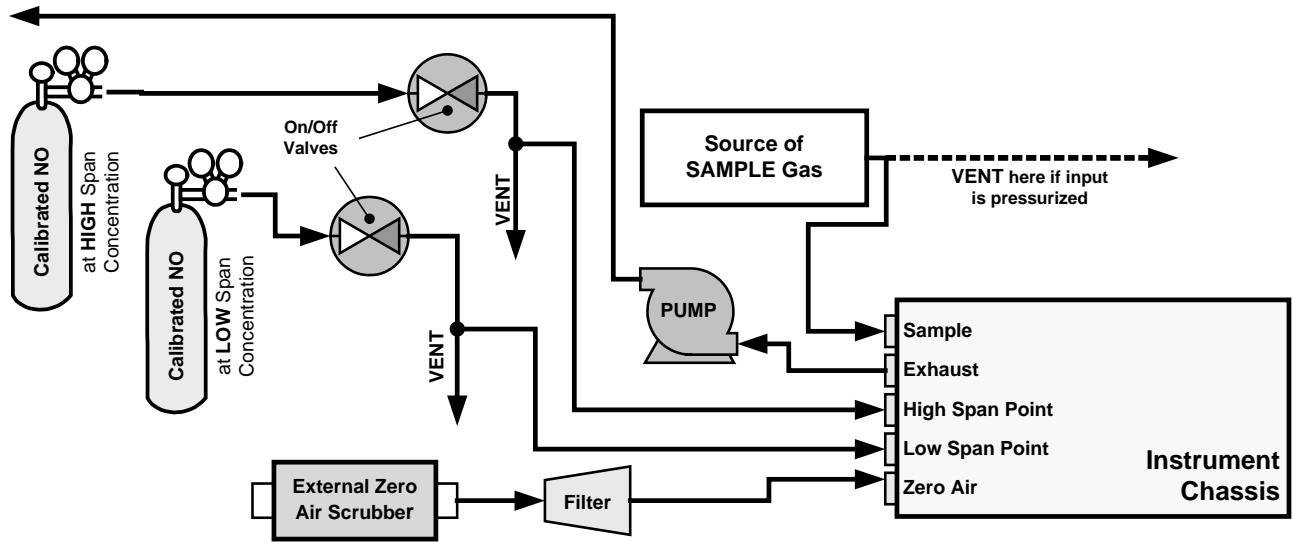 Calibrated NO
at HIGH Span
Concentration
Calibrated NO
at LOW Span
Concentration
On/Off
Valves
VENT
VENT
Source of
SAMPLE Gas
VENT here if input
is pressurized
PUMP
Sample
Exhaust
High Span Point
Low Span Point
Zero Air
Instrument
Chassis
External Zero
Air Scrubber
Filter